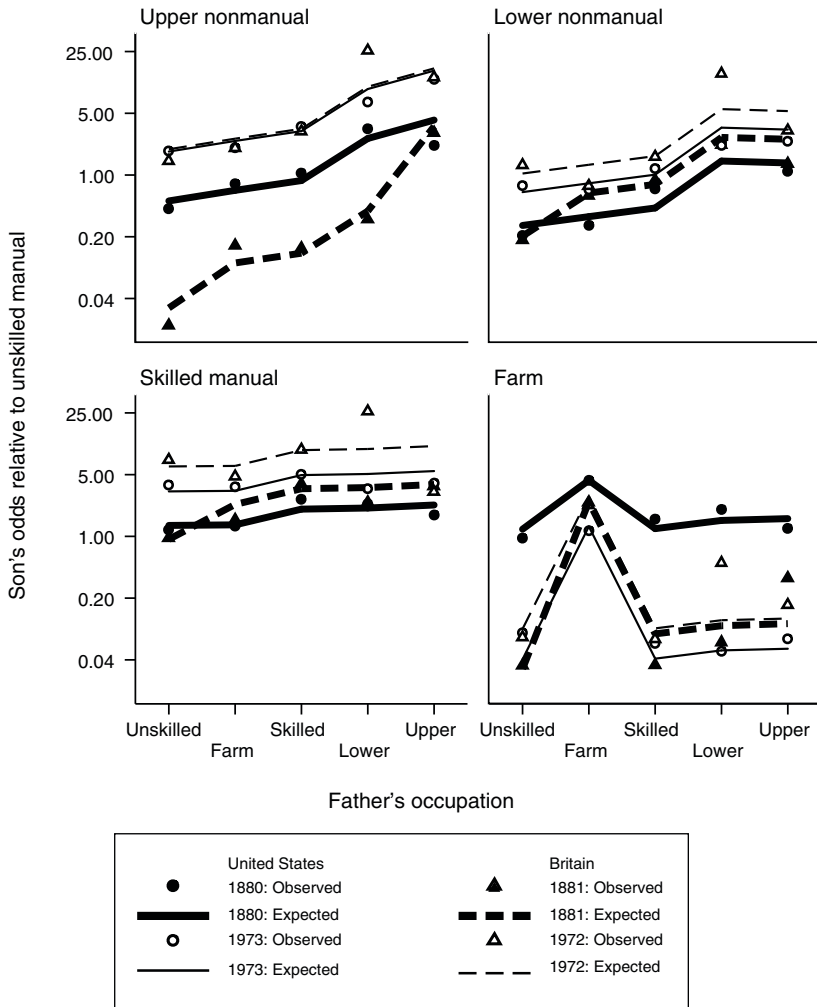 Upper nonmanual
Lower nonmanual
25.00
5.00
1.00
0.20
0.04
Son's odds relative to unskilled manual
Skilled manual
Farm
25.00
5.00
1.00
0.20
0.04
Unskilled
Farm
Skilled
Lower
Upper
Unskilled
Farm
Skilled
Lower
Upper
Father's occupation
United States
1880: Observed
1880: Expected
1973: Observed
1973: Expected
Britain
1881: Observed
1881: Expected
1972: Observed
1972: Expected